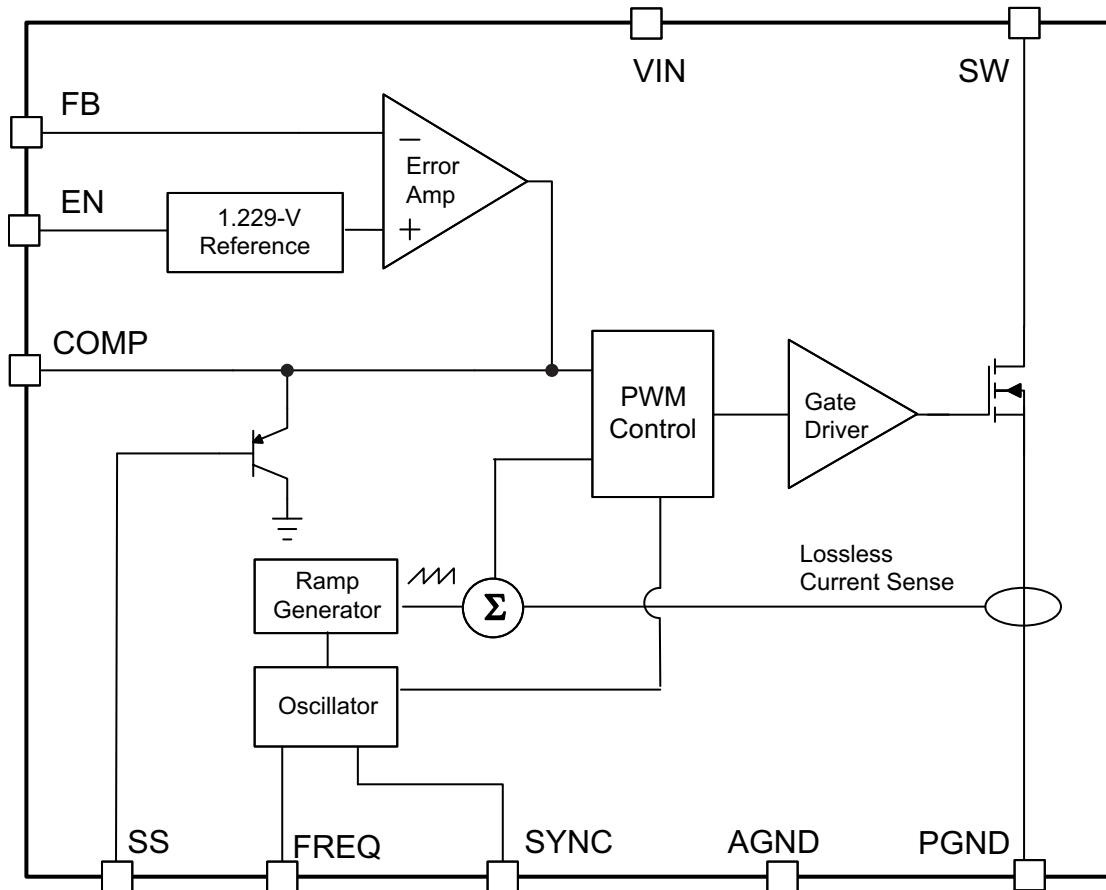 VIN
SW
FB
−
Error
Amp
EN
1.229-V
Reference
+
COMP
PWM
Control
Gate
Driver
Lossless
Current Sense
Ramp
Generator
Σ
Oscillator
SS
FREQ
SYNC
AGND
PGND